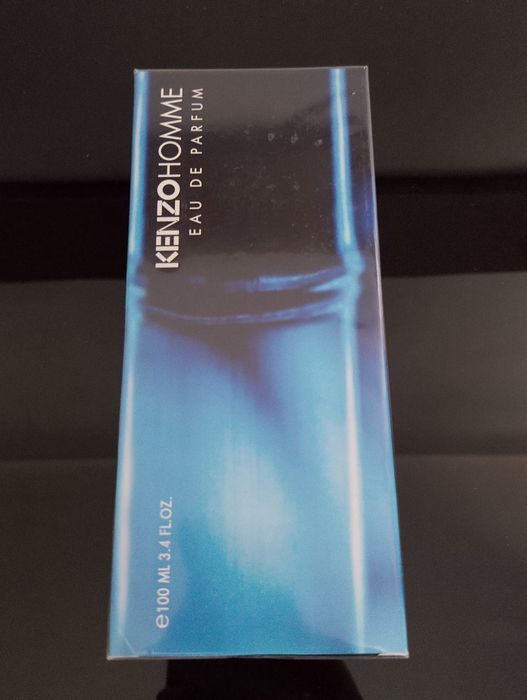 KENZOHOMME
EAU DE PARFUM
℮100 ML 3.4 FL.OZ.